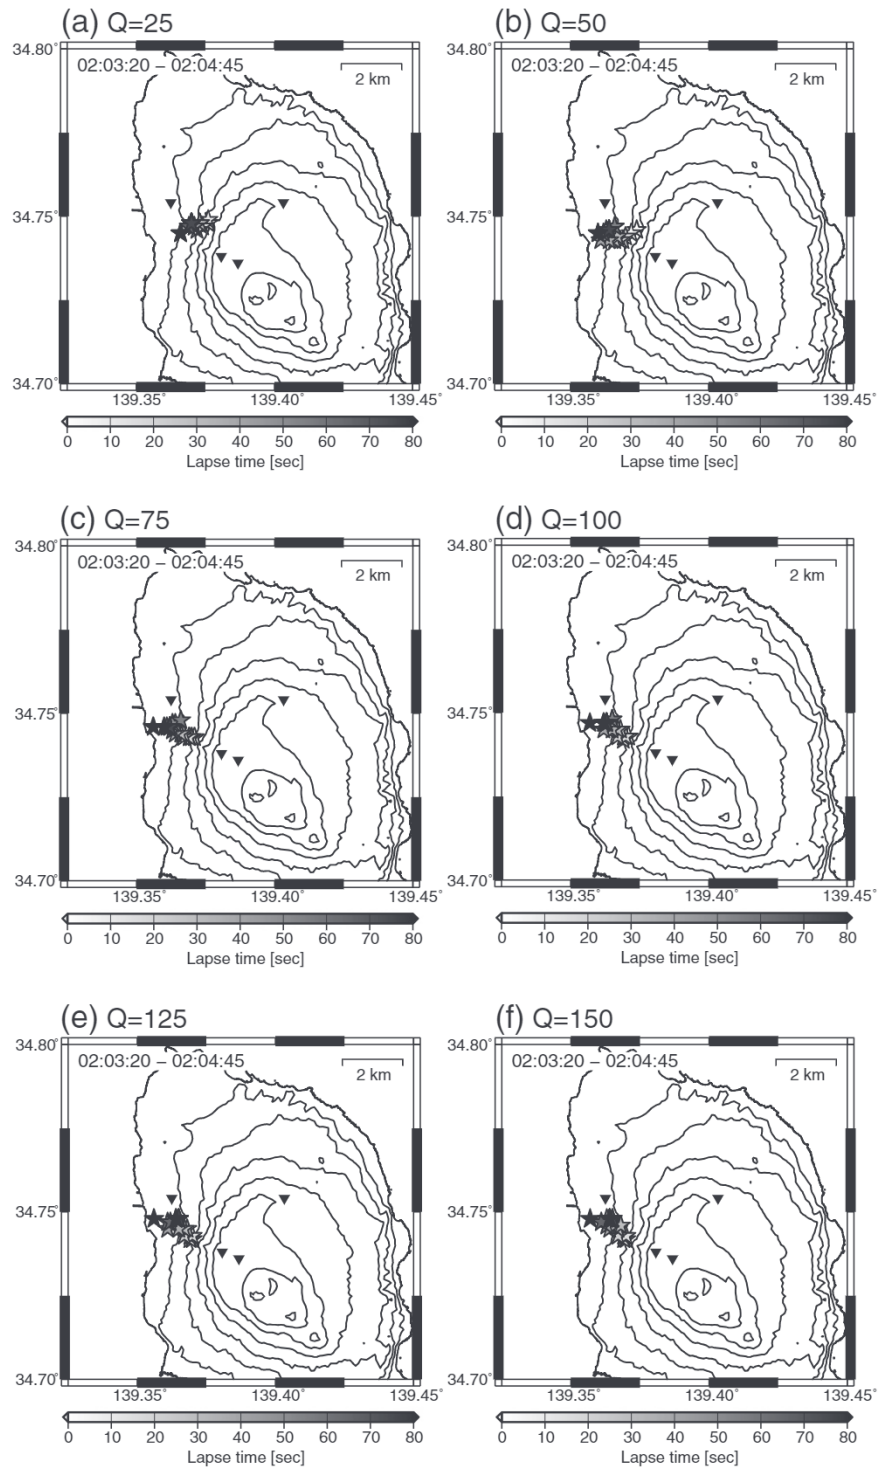 (a) Q=25
34.80°
02:03:20 – 02:04:45
2 km
34.75°
34.70°
139.35° 139.40° 139.45°
0 10 20 30 40 50 60 70 80
Lapse time [sec]
(b) Q=50
34.80°
02:03:20 – 02:04:45
2 km
34.75°
34.70°
139.35° 139.40° 139.45°
0 10 20 30 40 50 60 70 80
Lapse time [sec]
(c) Q=75
34.80°
02:03:20 – 02:04:45
2 km
34.75°
34.70°
139.35° 139.40° 139.45°
0 10 20 30 40 50 60 70 80
Lapse time [sec]
(d) Q=100
34.80°
02:03:20 – 02:04:45
2 km
34.75°
34.70°
139.35° 139.40° 139.45°
0 10 20 30 40 50 60 70 80
Lapse time [sec]
(e) Q=125
34.80°
02:03:20 – 02:04:45
2 km
34.75°
34.70°
139.35° 139.40° 139.45°
0 10 20 30 40 50 60 70 80
Lapse time [sec]
(f) Q=150
34.80°
02:03:20 – 02:04:45
2 km
34.75°
34.70°
139.35° 139.40° 139.45°
0 10 20 30 40 50 60 70 80
Lapse time [sec]